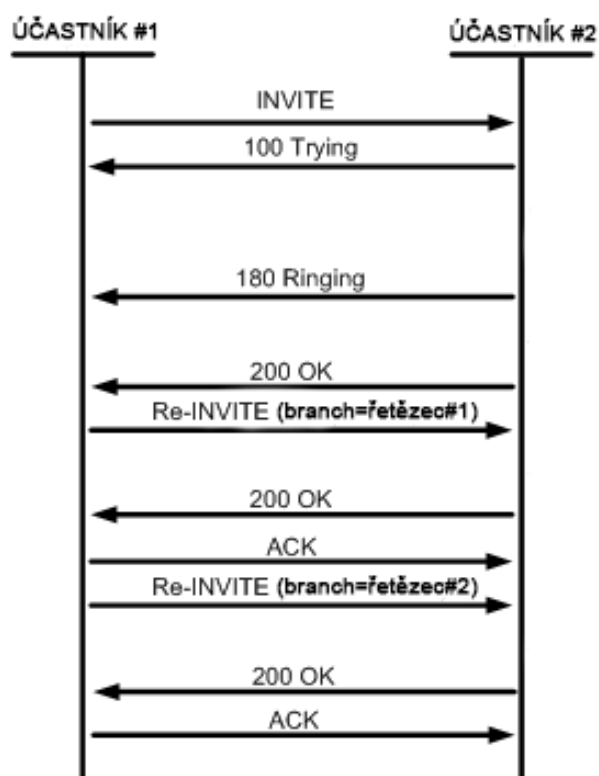 ÚČASTNÍK #1
ÚČASTNÍK #2
INVITE
100 Trying
180 Ringing
200 OK
Re-INVITE (branch=řetězec#1)
200 OK
ACK
Re-INVITE (branch=řetězec#2)
200 OK
ACK